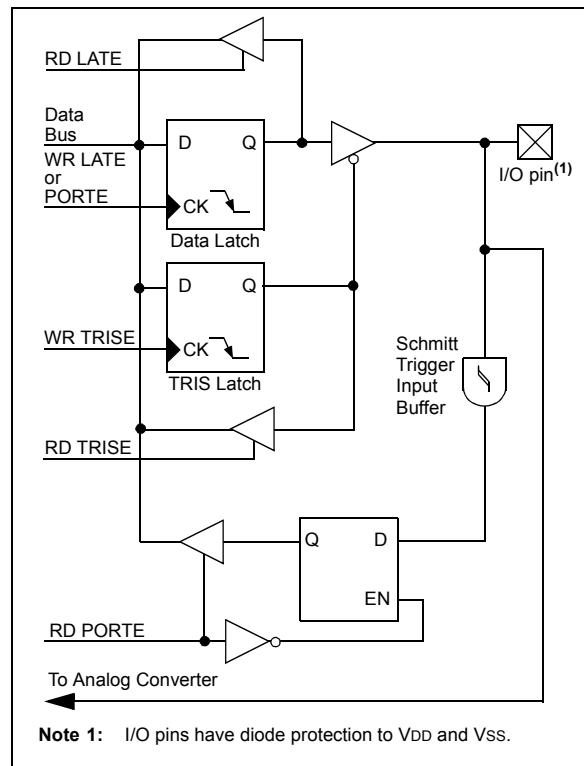 RD LATE
Data
Bus
WR LATE
or
PORTE
D Q
CK
Data Latch
I/O pin(1)
D Q
WR TRISE
CK
TRIS Latch
Schmitt
Trigger
Input
Buffer
RD TRISE
Q D
EN
RD PORTE
To Analog Converter
Note 1: I/O pins have diode protection to VDD and VSS.